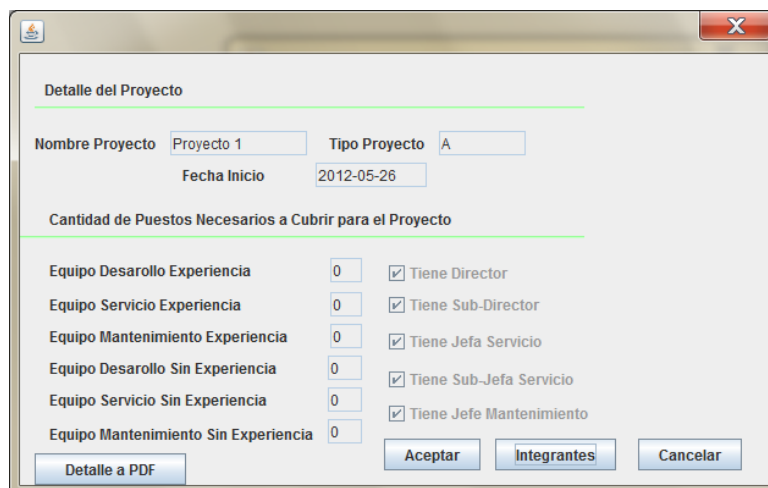 Detalle del Proyecto
Nombre Proyecto Proyecto 1 Tipo Proyecto A
Fecha Inicio 2012-05-26
Cantidad de Puestos Necesarios a Cubrir para el Proyecto
Equipo Desarollo Experiencia 0 Tiene Director
Equipo Servicio Experiencia 0 Tiene Sub-Director
Equipo Mantenimiento Experiencia 0 Tiene Jefa Servicio
Equipo Desarollo Sin Experiencia 0 Tiene Sub-Jefa Servicio
Equipo Servicio Sin Experiencia 0 Tiene Jefe Mantenimiento
Equipo Mantenimiento Sin Experiencia 0
Aceptar Integrantes Cancelar
Detalle a PDF